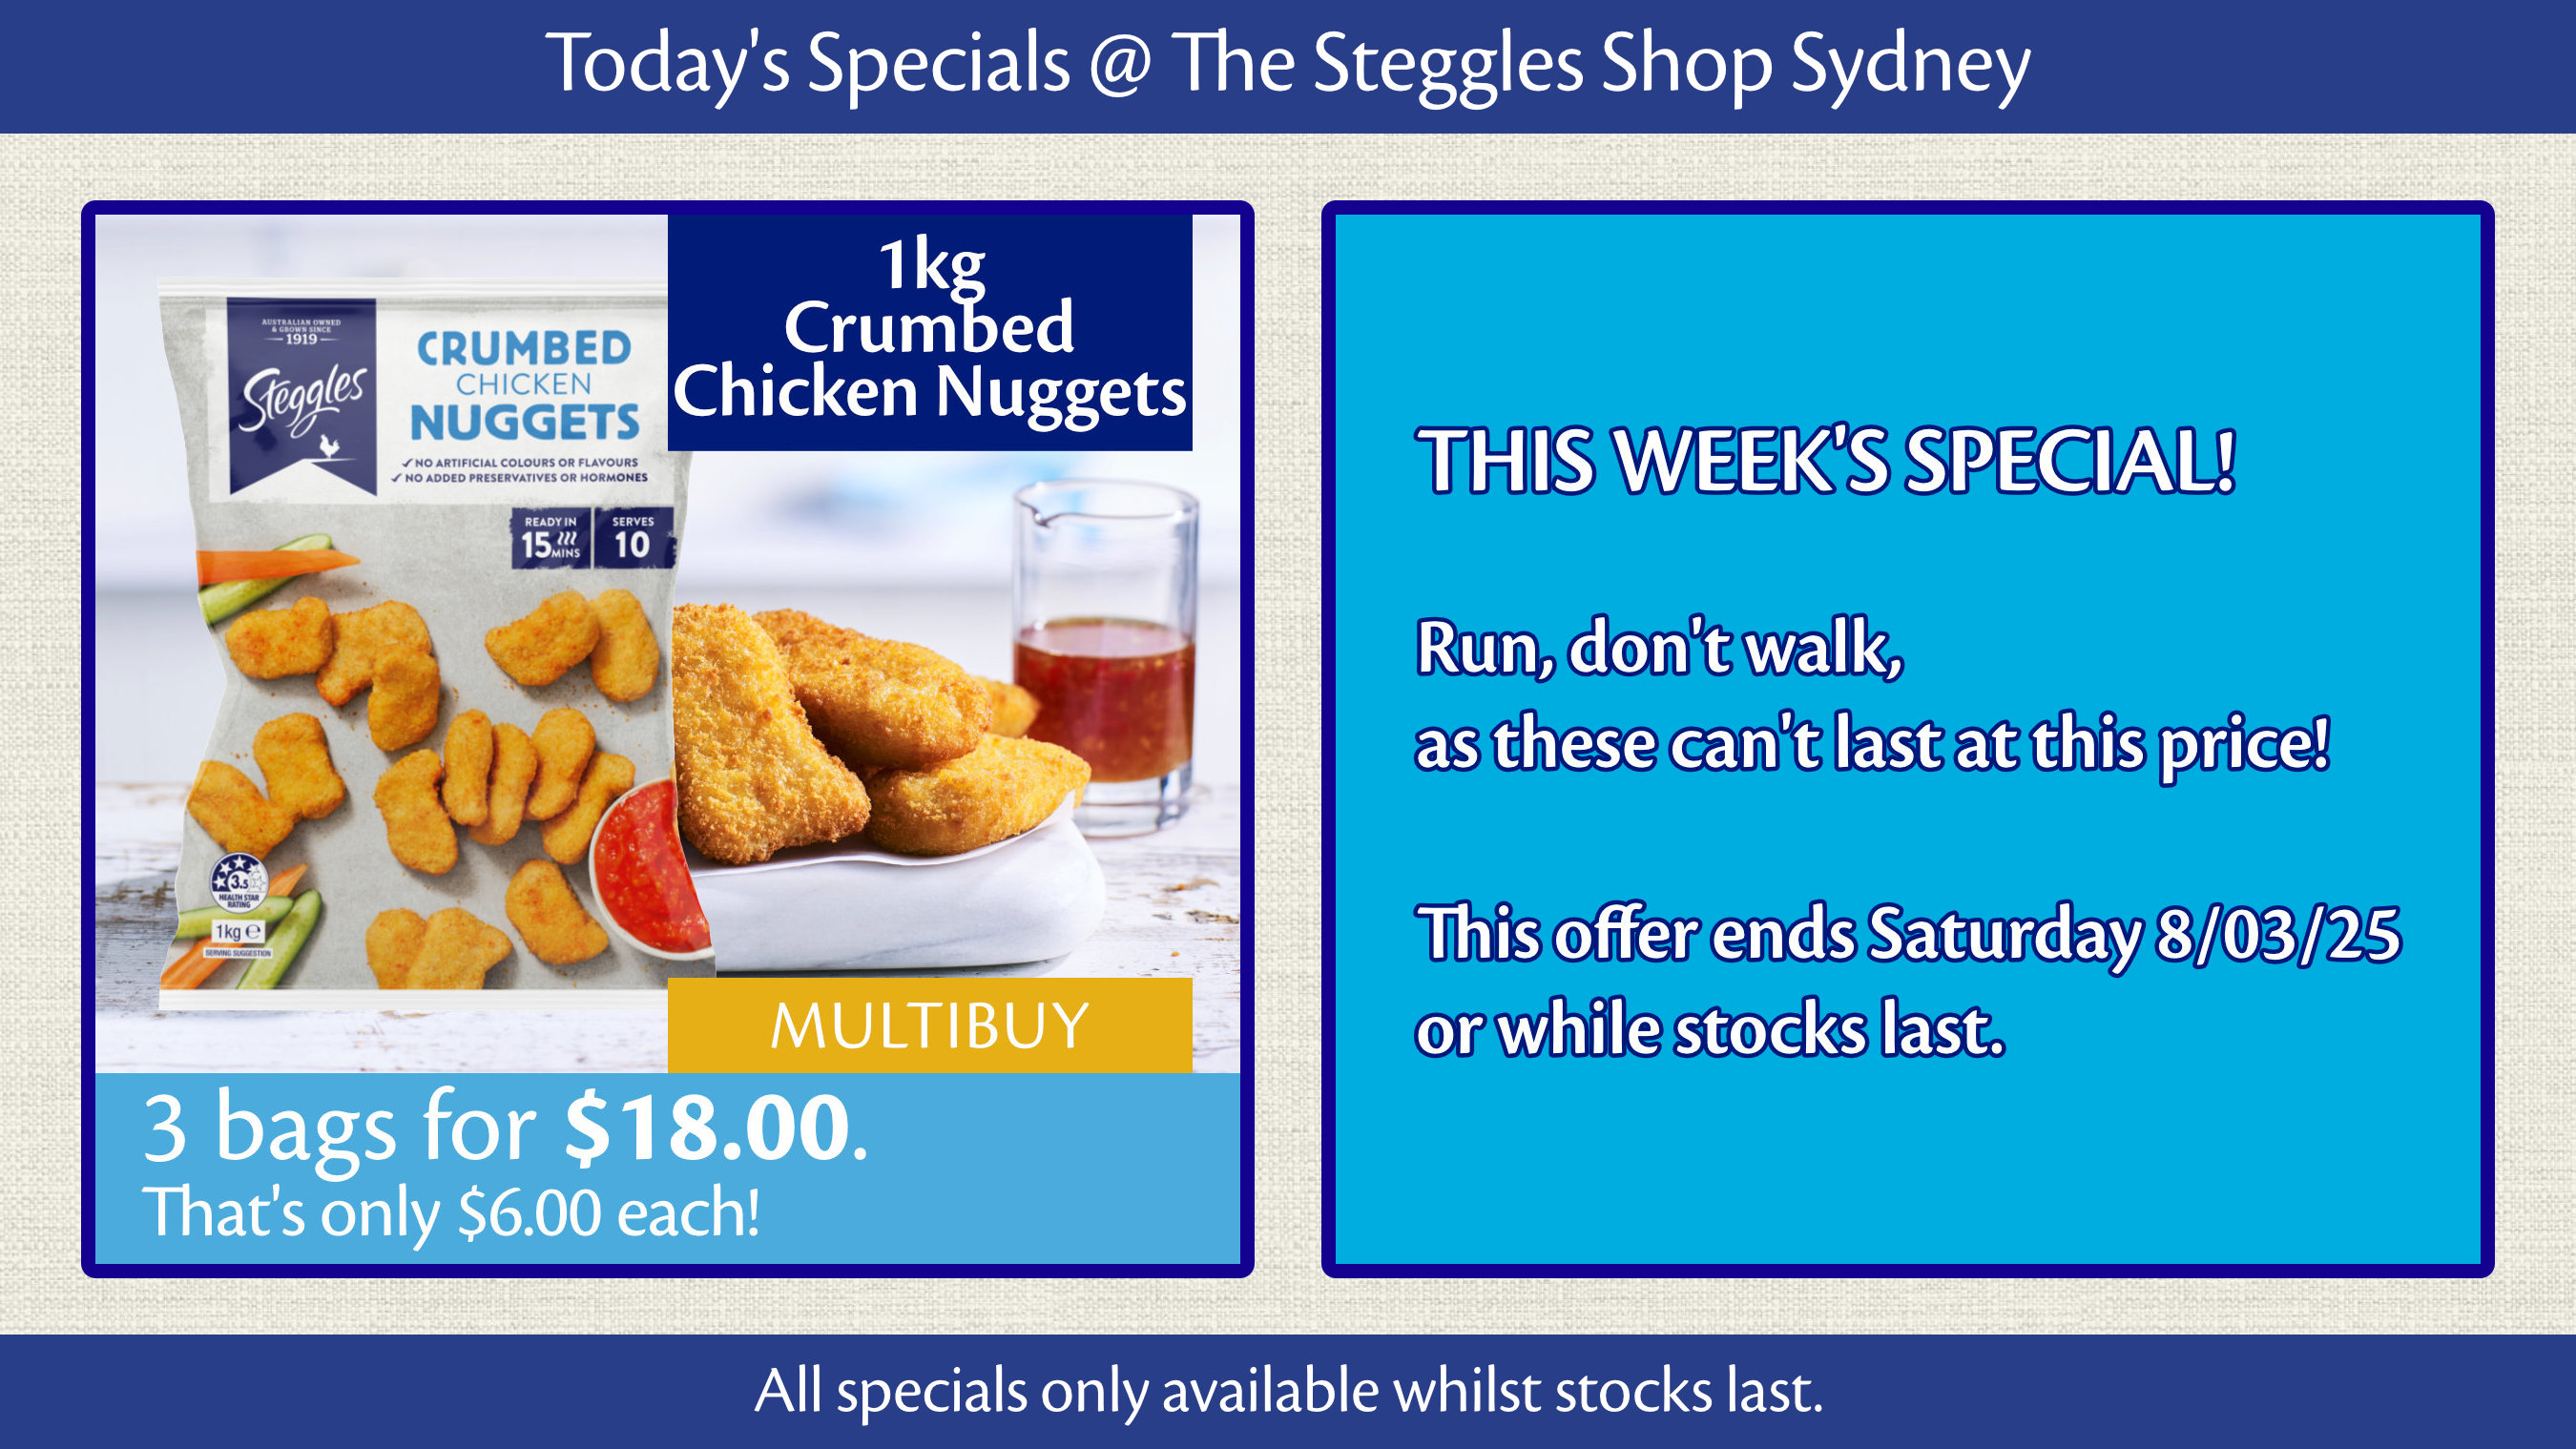 Today's Specials @ The Steggles Shop Sydney
1kg
Crumbed
Chicken Nuggets
AUSTRALIAN OWNED
& GROWN SINCE
1919
Steggles
CRUMBED
CHICKEN
NUGGETS
✓ NO ARTIFICIAL COLOURS OR FLAVOURS
✓ NO ADDED PRESERVATIVES OR HORMONES
READY IN
15 MINS
SERVES
10
3.5
HEALTH STAR
RATING
1kg e
SERVING SUGGESTION
MULTIBUY
3 bags for $18.00.
That's only $6.00 each!
THIS WEEK'S SPECIAL!
Run, don't walk,
as these can't last at this price!
This offer ends Saturday 8/03/25
or while stocks last.
All specials only available whilst stocks last.